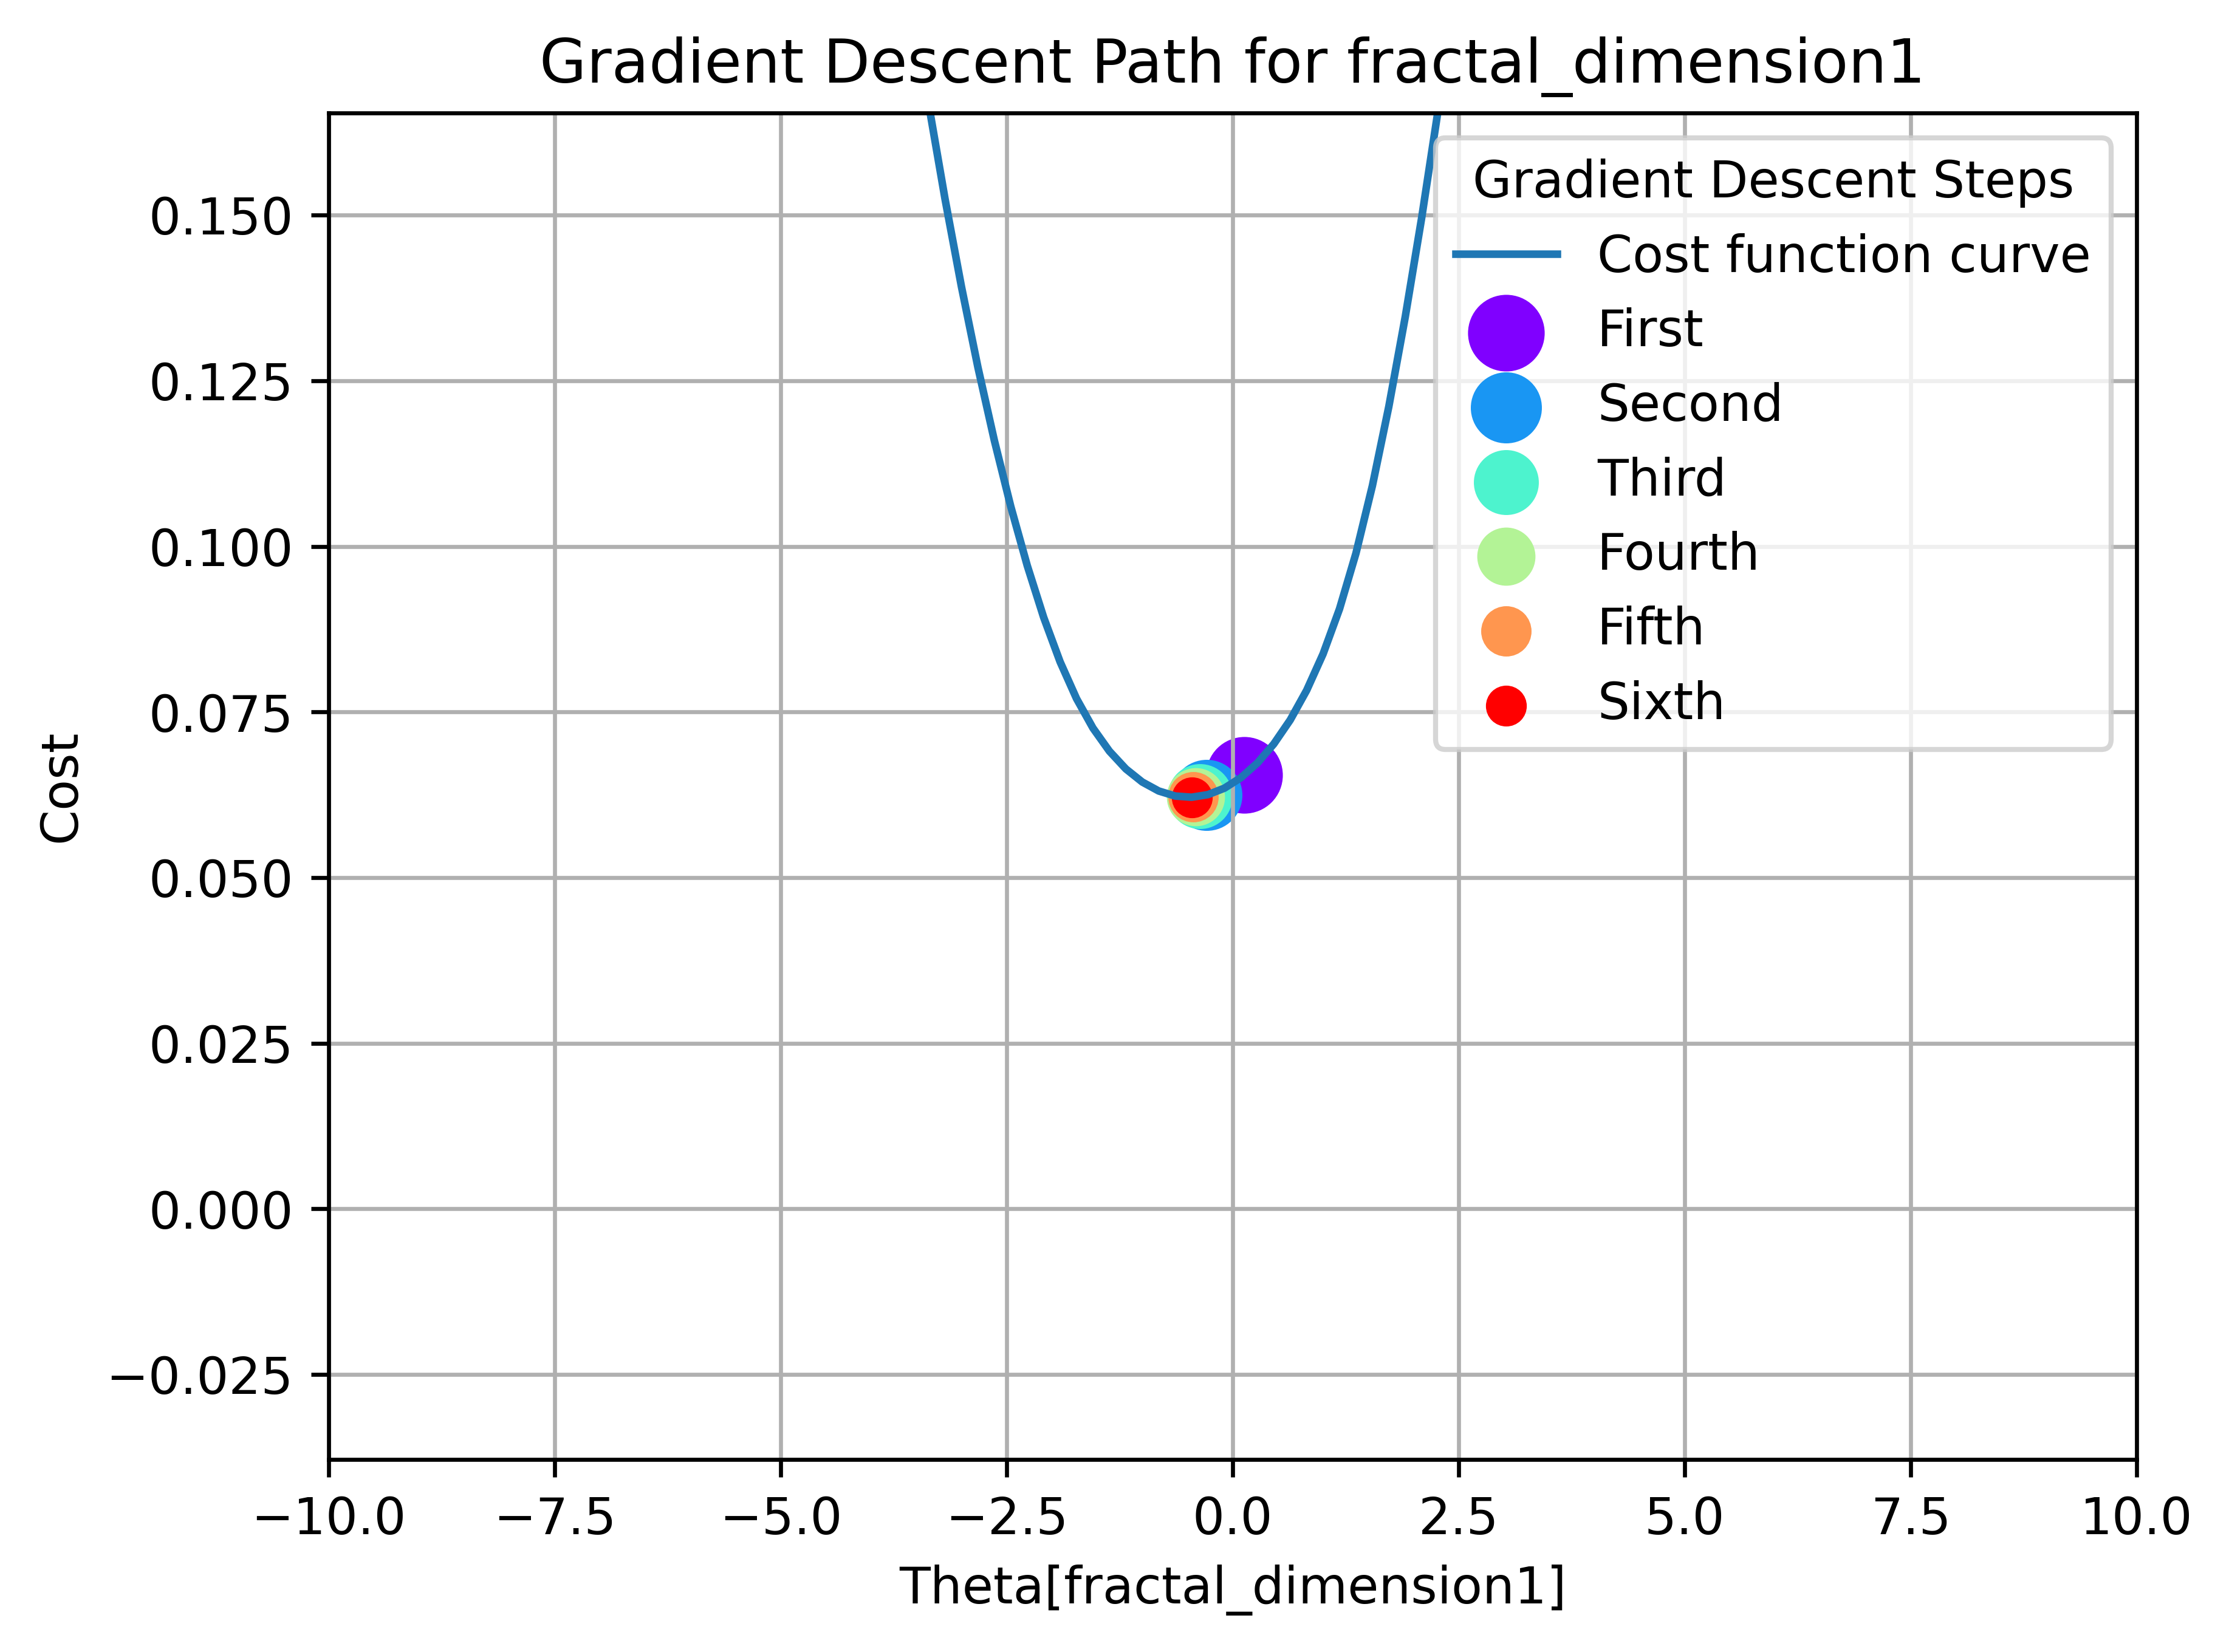 Gradient Descent Path for fractal_dimension1
Gradient Descent Steps
Cost function curve
First
Second
Third
Fourth
Fifth
Sixth
0.150
0.125
0.100
0.075
0.050
0.025
0.000
−0.025
Cost
−10.0 −7.5 −5.0 −2.5 0.0 2.5 5.0 7.5 10.0
Theta[fractal_dimension1]